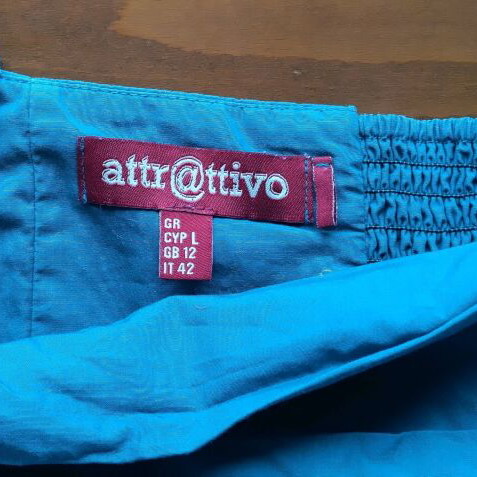 attr@ttivo
GR
CYP L
GB 12
IT 42